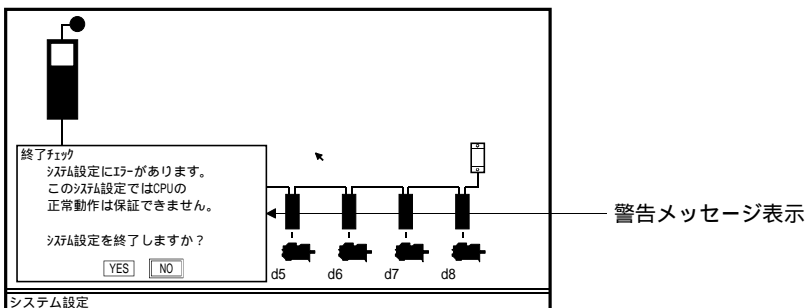 終了ﾁｪｯｸ
ｼｽﾃﾑ設定にｴﾗｰがあります。
このｼｽﾃﾑ設定ではCPUの
正常動作は保証できません。
ｼｽﾃﾑ設定を終了しますか？
YES NO
d5 d6 d7 d8
システム設定
警告メッセージ表示